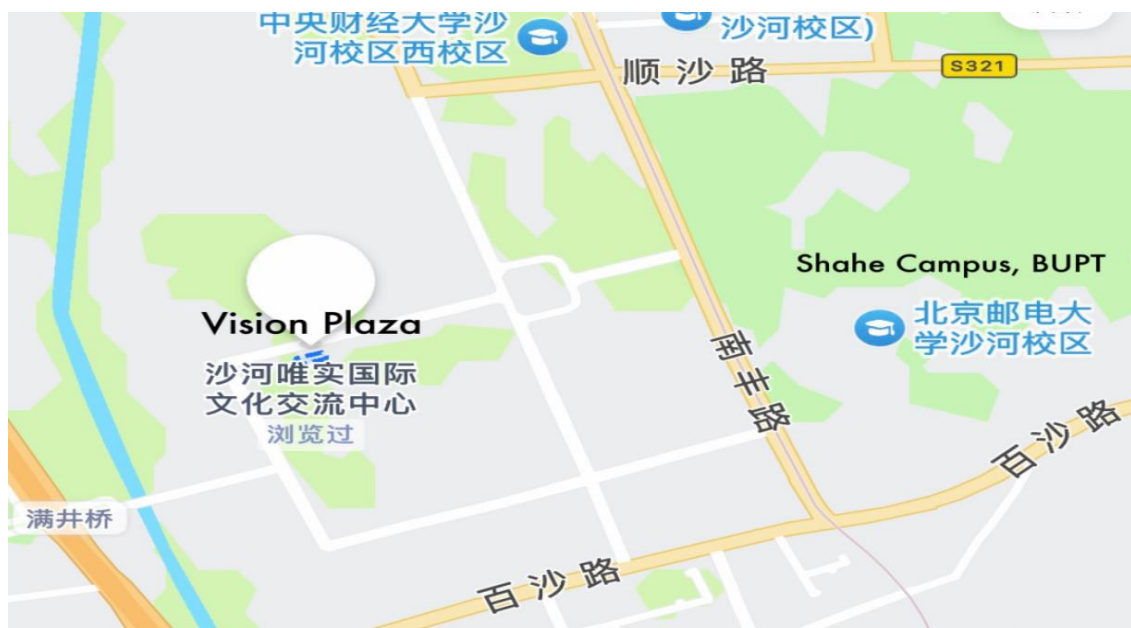 中央财经大学沙
河校区西校区
沙河校区)
顺沙路
S321
Shahe Campus, BUPT
北京邮电大
学沙河校区
Vision Plaza
沙河唯实国际
文化交流中心
浏览过
南丰路
百沙路
满井桥
百沙路